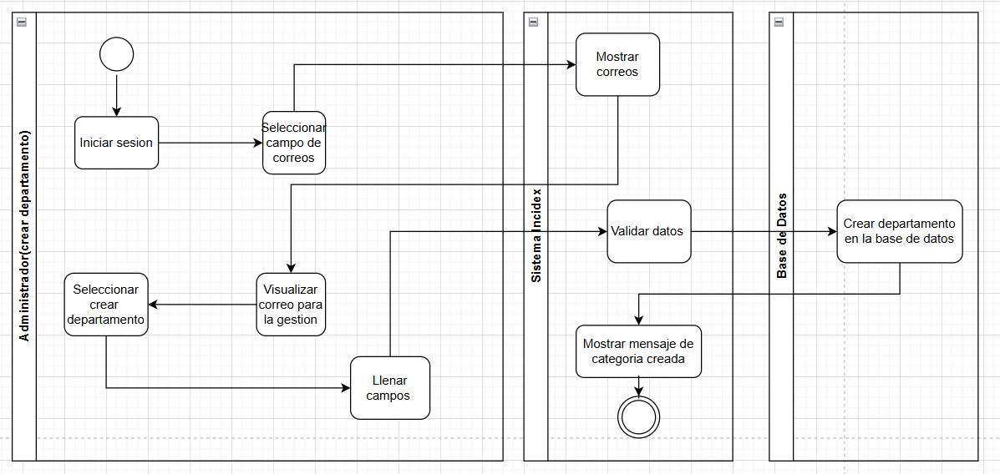 Administrador(crear departamento)
Iniciar sesion
Seleccionar
campo de
correos
Sistema Incidex
Mostrar
correos
Visualizar
correo para
la gestion
Seleccionar
crear
departamento
Llenar
campos
Validar datos
Base de Datos
Crear departamento
en la base de datos
Mostrar mensaje de
categoria creada